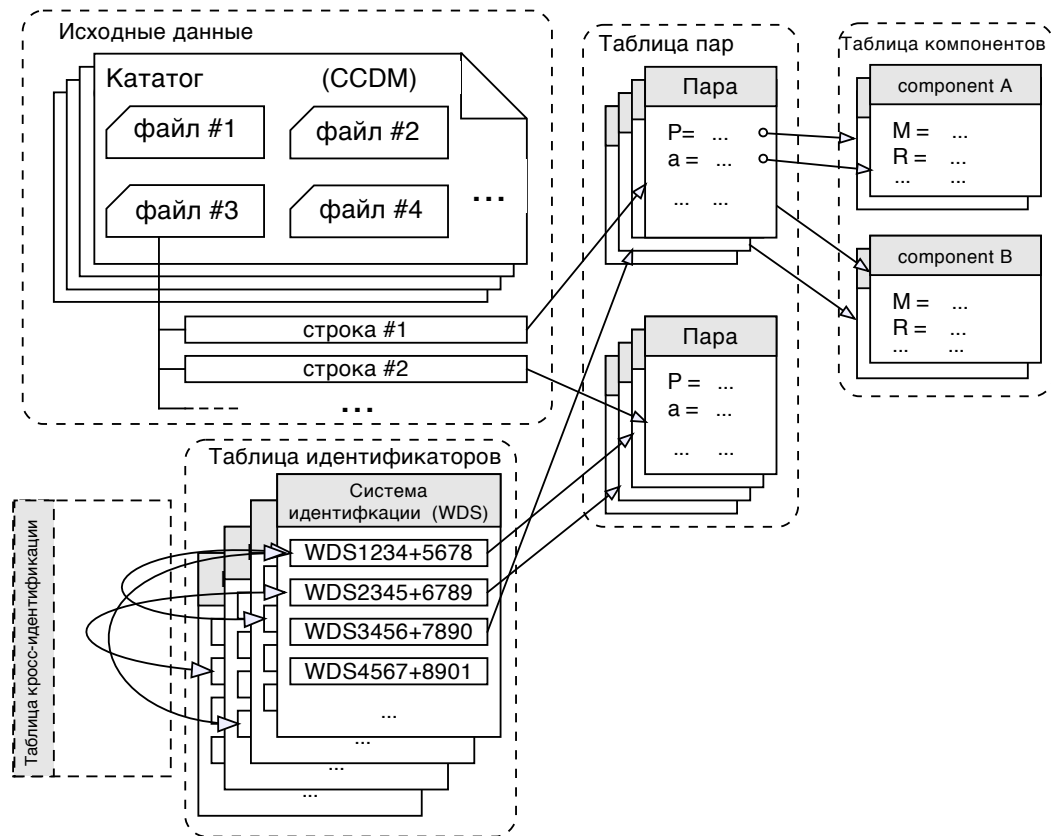 Исходные данные
Кататог (CCDM)
файл #1
файл #2
файл #3
файл #4
...
строка #1
строка #2
...
Таблица пар
Пара
P= ...
a = ...
... ...
Пара
P = ...
a = ...
... ...
Таблица компонентов
component A
M = ...
R = ...
... ...
component B
M = ...
R = ...
... ...
Таблица идентификаторов
Система
идентифкации (WDS)
WDS1234+5678
WDS2345+6789
WDS3456+7890
WDS4567+8901
...
...
...
...
Таблица кросс-идентификации